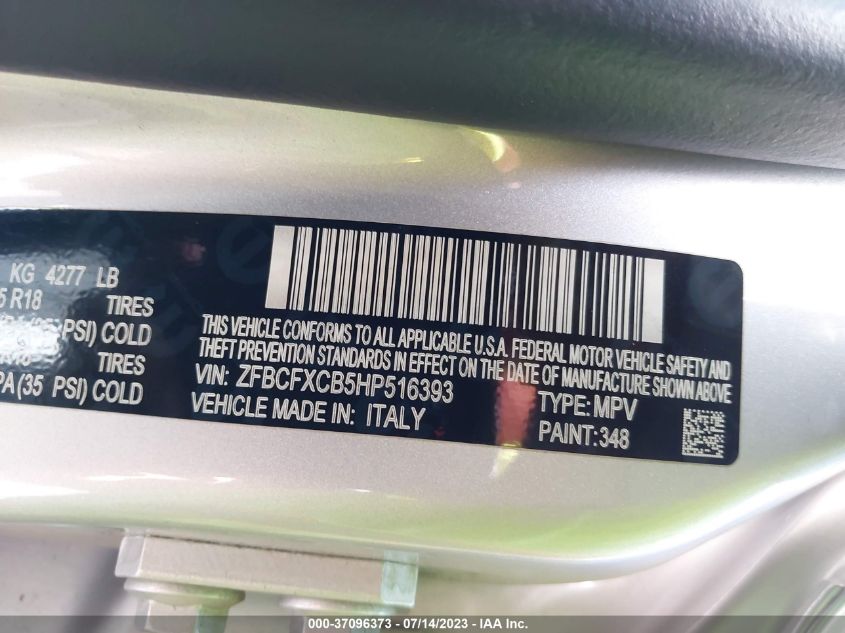 KG 4277 LB
5 R18 TIRES
PSI) COLD
TIRES
PA(35 PSI) COLD
THIS VEHICLE CONFORMS TO ALL APPLICABLE U.S.A. FEDERAL MOTOR VEHICLE SAFETY AND
THEFT PREVENTION STANDARDS IN EFFECT ON THE DATE OF MANUFACTURE SHOWN ABOVE
VIN: ZFBCFXCB5HP516393 TYPE:MPV
VEHICLE MADE IN: ITALY PAINT:348
000-37096373 - 07/14/2023 - IAA Inc.